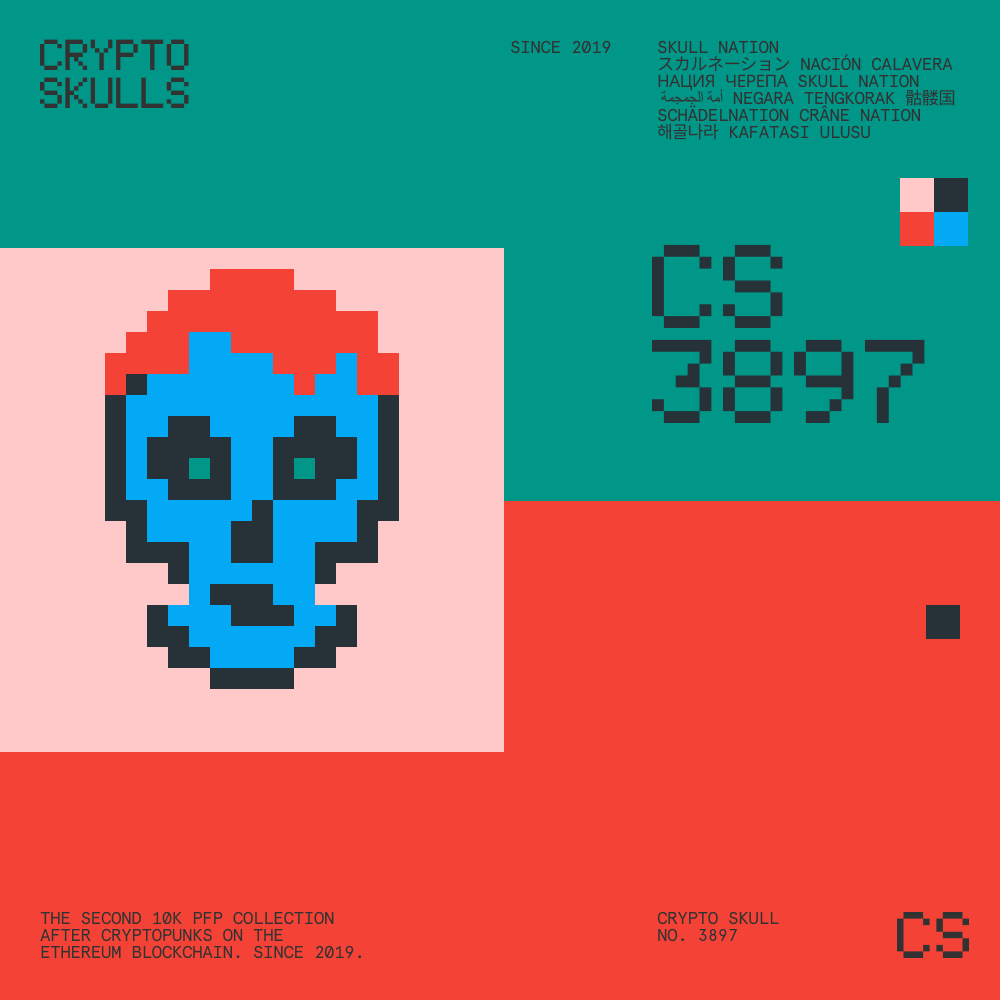 CRYPTO
SKULLS
SINCE 2019
SKULL NATION
スカルネーション NACIÓN CALAVERA
НАЦИЯ ЧЕРЕПА SKULL NATION
أمة الجمجمة NEGARA TENGKORAK 骷髏国
SCHÄDELNATION CRÂNE NATION
해골나라 KAFATASI ULUSU
CS
3897
THE SECOND 10K PFP COLLECTION
AFTER CRYPTOPUNKS ON THE
ETHEREUM BLOCKCHAIN. SINCE 2019.
CRYPTO SKULL
NO. 3897
CS